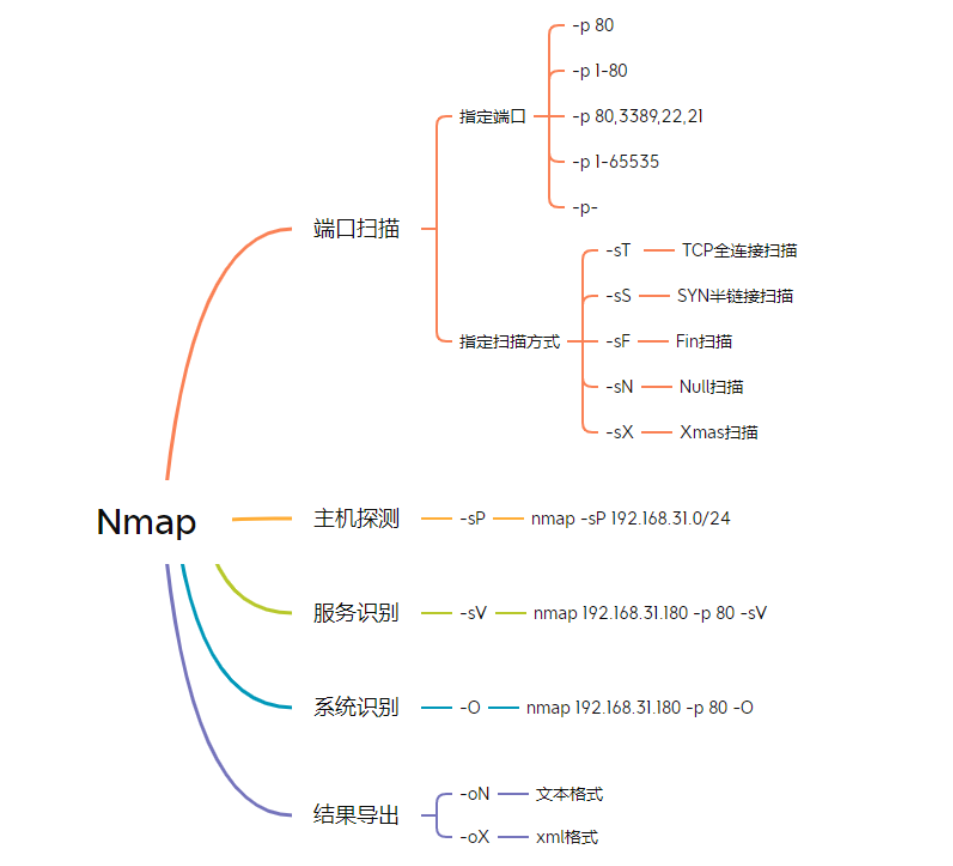 Nmap
端口扫描
指定端口
-p 80
-p 1-80
-p 80,3389,22,21
-p 1-65535
-p-
指定扫描方式
-sT
TCP全连接扫描
-sS
SYN半链接扫描
-sF
Fin扫描
-sN
Null扫描
-sX
Xmas扫描
主机探测
-sP
nmap -sP 192.168.31.0/24
服务识别
-sV
nmap 192.168.31.180 -p 80 -sV
系统识别
-O
nmap 192.168.31.180 -p 80 -O
结果导出
-oN
文本格式
-oX
xml格式